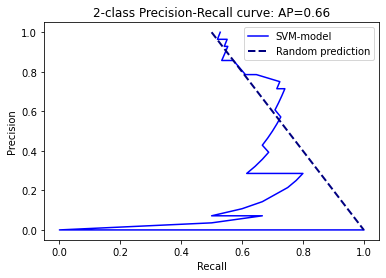 2-class Precision-Recall curve: AP=0.66
1.0
0.8
0.6
0.4
0.2
0.0
Precision
SVM-model
Random prediction
0.0 0.2 0.4 0.6 0.8 1.0
Recall